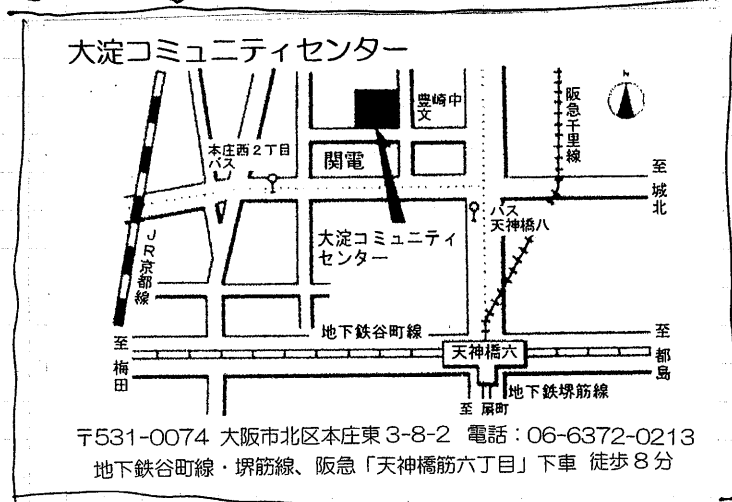 大淀コミュニティセンター
N
豊崎中
文
阪急千里線
本庄西2丁目
バス
関電
至城北
バス
天神橋八
大淀コミュニティ
センター
JR京都線
地下鉄谷町線
至梅田
天神橋六
至都島
地下鉄堺筋線
至 扇町
〒531-0074 大阪市北区本庄東3-8-2 電話：06-6372-0213
地下鉄谷町線・堺筋線、阪急「天神橋筋六丁目」下車 徒歩8分